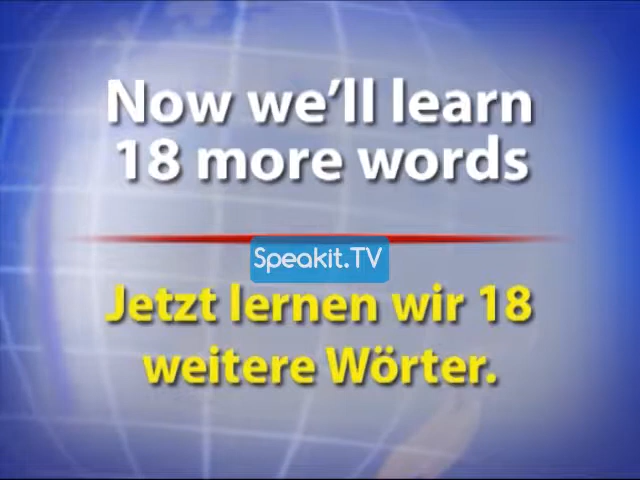 Now we'll learn
18 more words
Speakit.TV
Jetzt lernen wir 18
weitere Wörter.